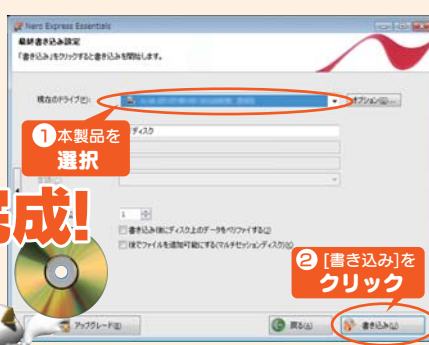 Nero Express Essentials
最終書き込み設定
「書き込み」をクリックすると書き込みを開始します。
現在のドライブ(E):
オプション(O)...
①本製品を
選択
ディスク
完成!
1
書き込み後にディスク上のデータをベリファイする(J)
後でファイルを追加可能にする(マルチセッションディスク)(X)
② [書き込み]を
クリック
アップグレード(E)
戻る(A)
書き込み(U)